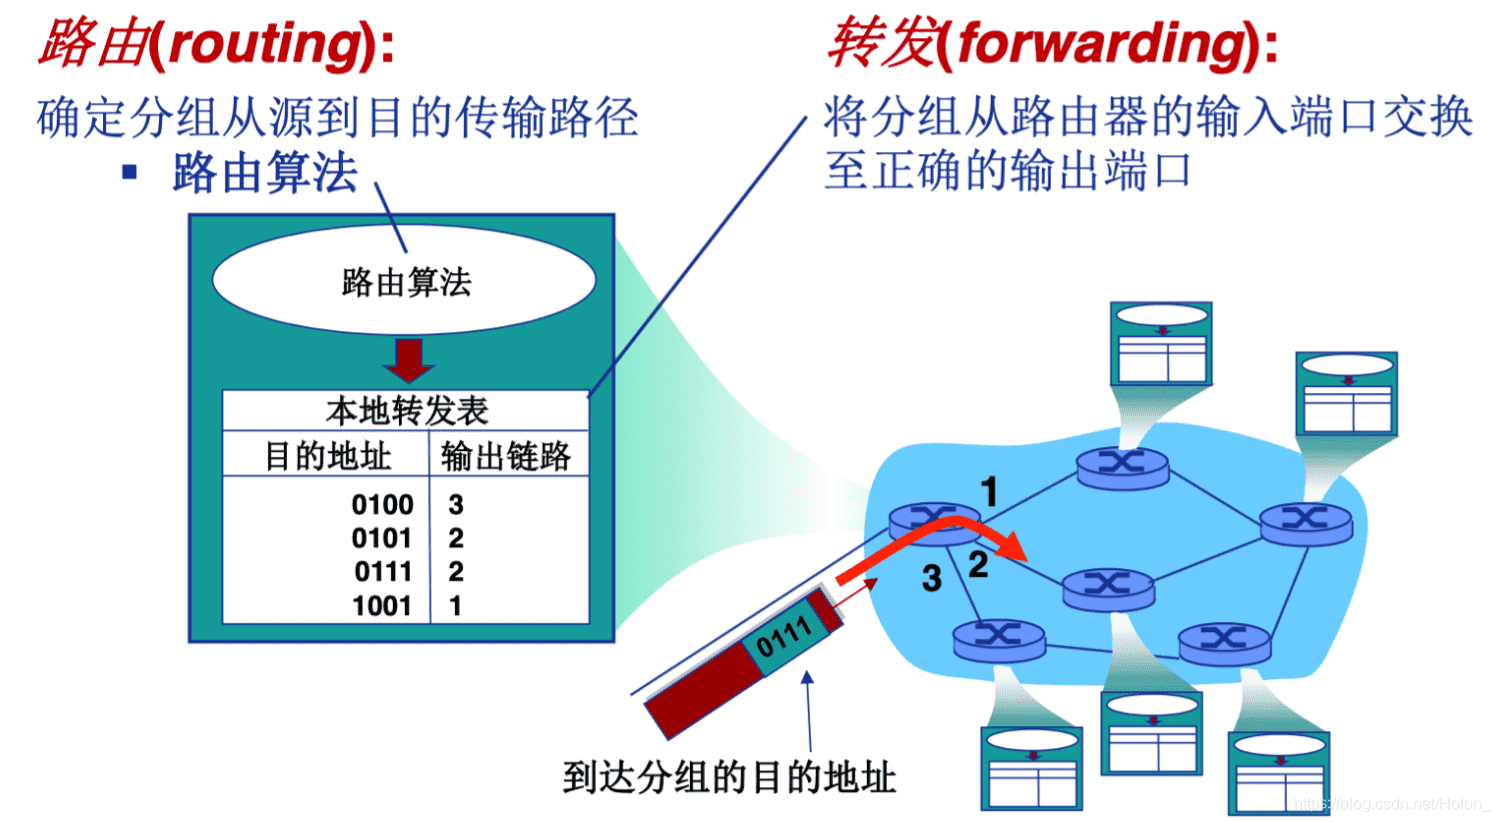 路由(routing):
确定分组从源到目的传输路径
▪ 路由算法
转发(forwarding):
将分组从路由器的输入端口交换
至正确的输出端口
路由算法
本地转发表
目的地址 输出链路
0100 3
0101 2
0111 2
1001 1
1
2
3
0111
到达分组的目的地址
https://blog.csdn.net/Holon_